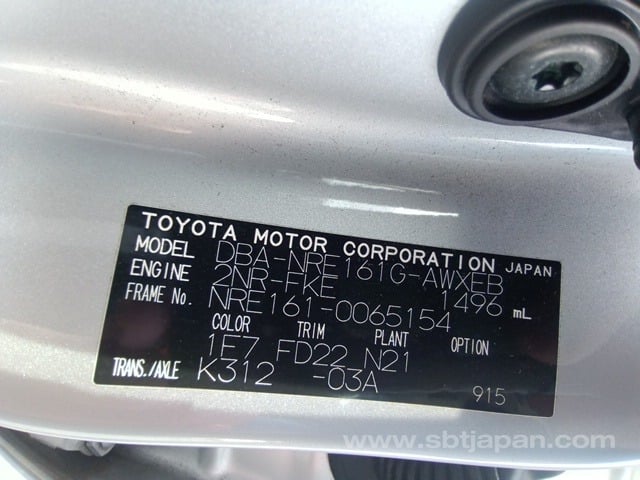 TOYOTA MOTOR CORPORATION JAPAN
MODEL DBA-NRE161G-AWXEB
ENGINE 2NR-FKE 1496 mL
FRAME No. NRE161-0065154
COLOR TRIM PLANT OPTION
1F7 FD22 N21
TRANS./AXLE K312 -03A
915
www.sbtjapan.com